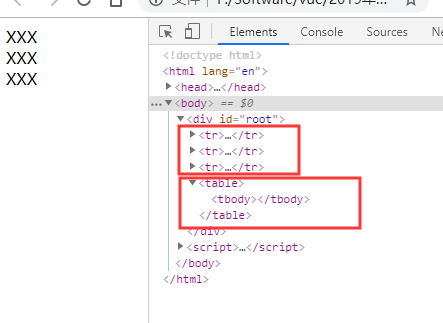 文件 F:/software/vue/2019年
XXX
XXX
XXX
Elements Console Sources Network
<!doctype html>
<html lang="en">
<head>…</head>
…<body> == $0
<div id="root">
<tr>…</tr>
<tr>…</tr>
<tr>…</tr>
<table>
<tbody></tbody>
</table>
</div>
<script>…</script>
</body>
</html>